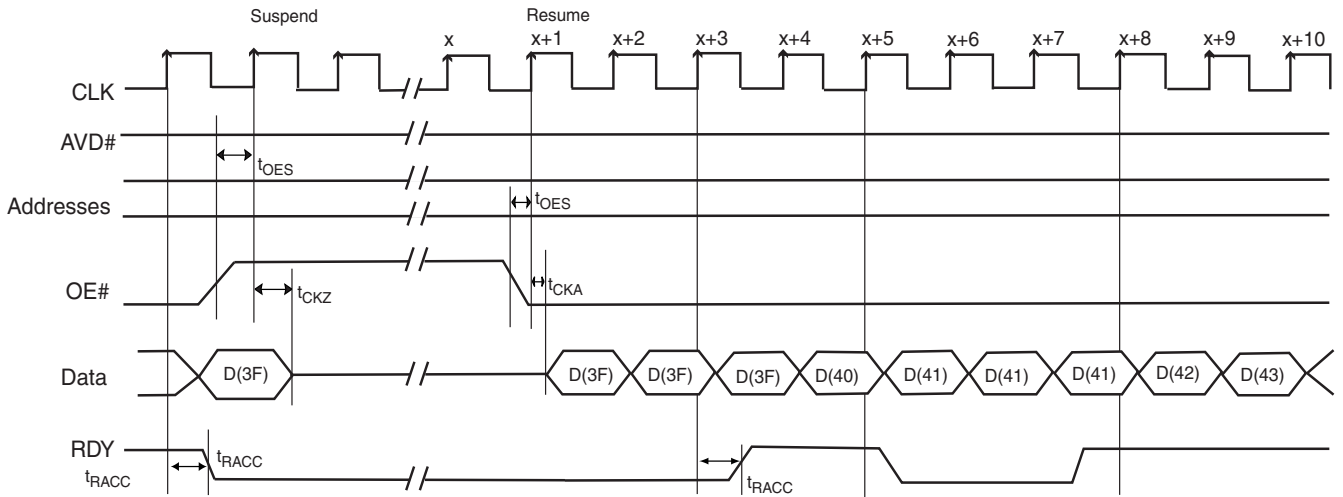 Suspend Resume
x x+1 x+2 x+3 x+4 x+5 x+6 x+7 x+8 x+9 x+10
CLK
AVD#
tOES
Addresses
tOES
OE#
tCKZ
tCKA
Data
D(3F) D(3F) D(3F) D(3F) D(40) D(41) D(41) D(41) D(42) D(43)
RDY
tRACC
tRACC
tRACC